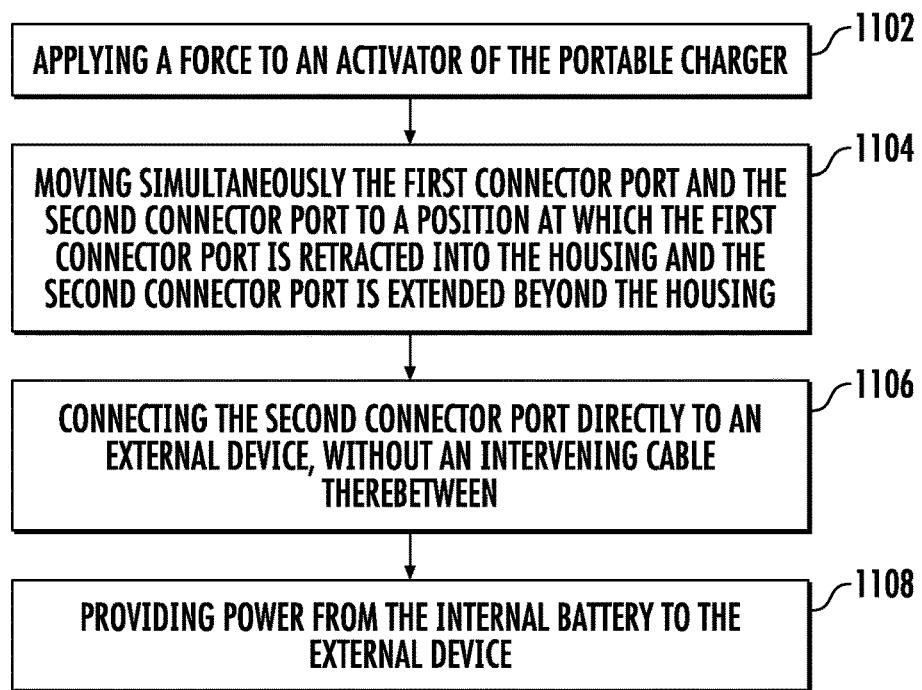 1102
APPLYING A FORCE TO AN ACTIVATOR OF THE PORTABLE CHARGER
1104
MOVING SIMULTANEOUSLY THE FIRST CONNECTOR PORT AND THE
SECOND CONNECTOR PORT TO A POSITION AT WHICH THE FIRST
CONNECTOR PORT IS RETRACTED INTO THE HOUSING AND THE
SECOND CONNECTOR PORT IS EXTENDED BEYOND THE HOUSING
1106
CONNECTING THE SECOND CONNECTOR PORT DIRECTLY TO AN
EXTERNAL DEVICE, WITHOUT AN INTERVENING CABLE
THEREBETWEEN
1108
PROVIDING POWER FROM THE INTERNAL BATTERY TO THE
EXTERNAL DEVICE